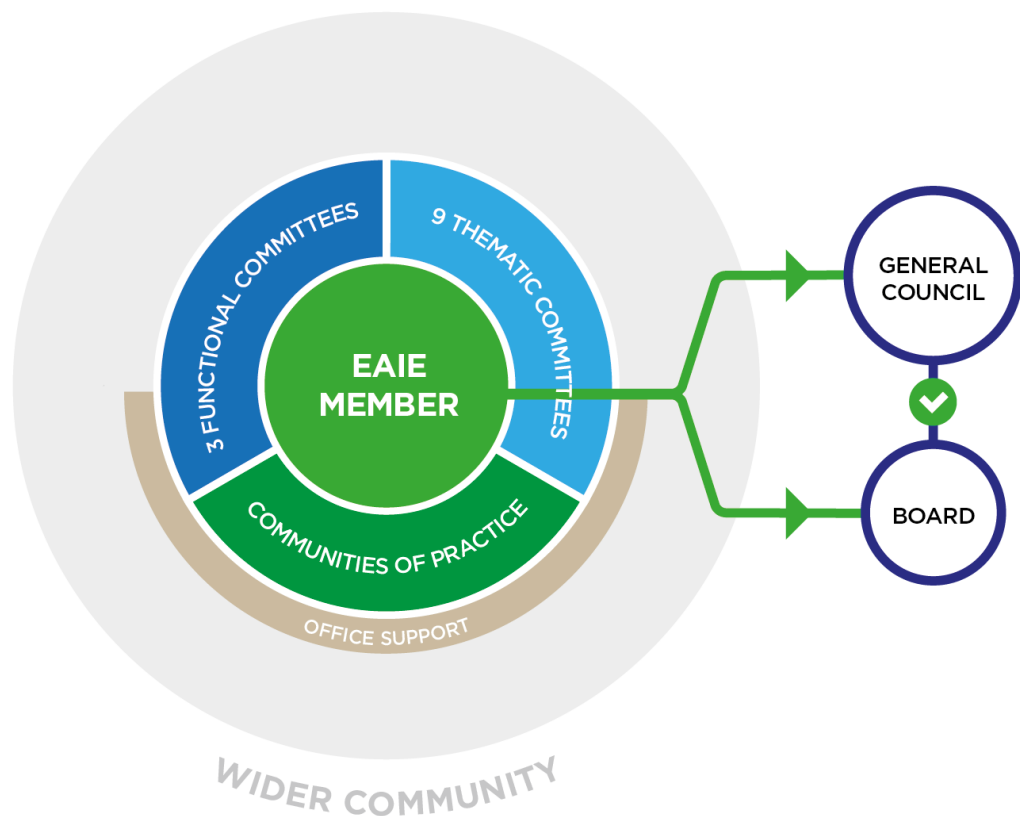 3 FUNCTIONAL COMMITTEES
9 THEMATIC COMMITTEES
EAIE
MEMBER
COMMUNITIES OF PRACTICE
OFFICE SUPPORT
WIDER COMMUNITY
GENERAL
COUNCIL
BOARD